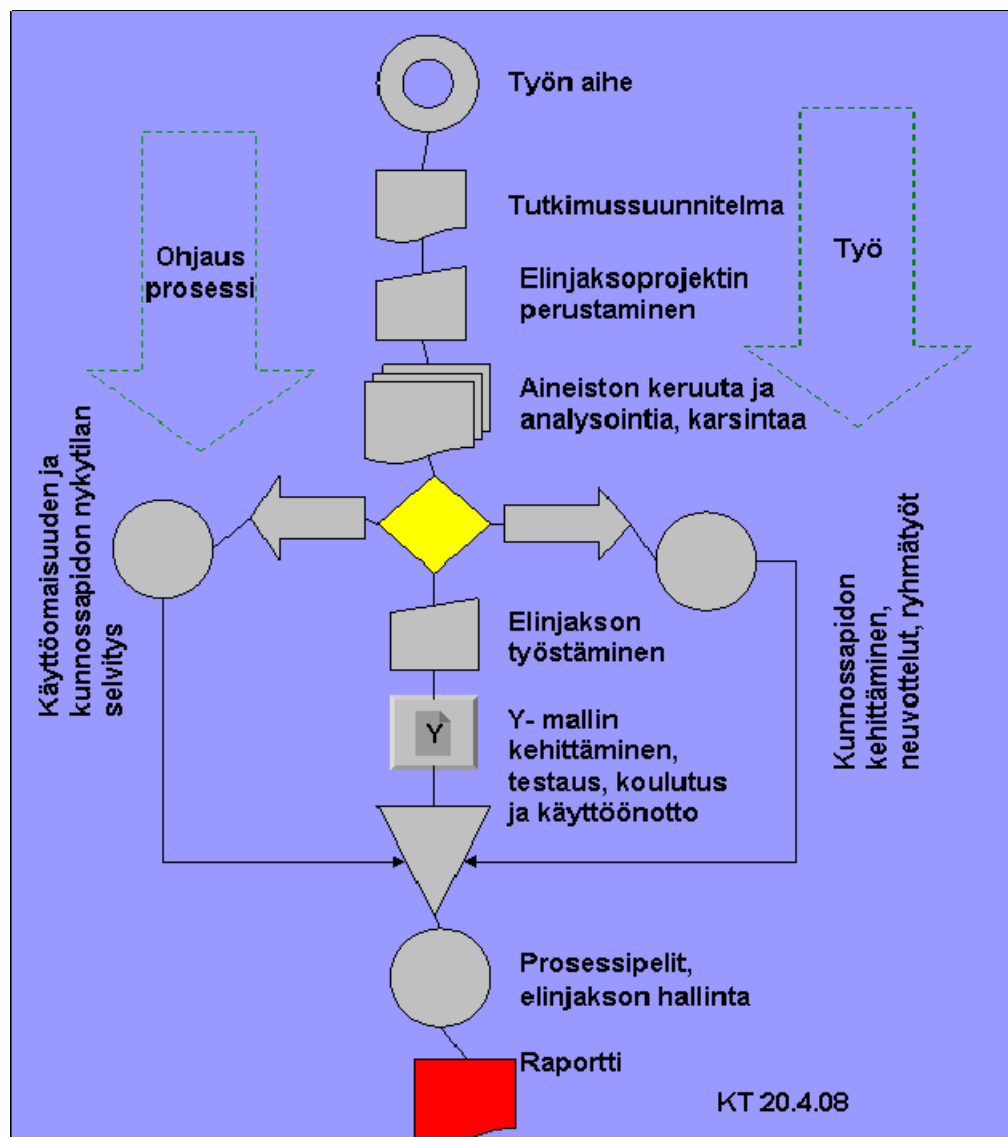 Työn aihe
Tutkimussuunnitelma
Ohjaus
prosessi
Työ
Elinjaksoprojektin
perustaminen
Aineiston keruuta ja
analysointia, karsintaa
Käyttöomaisuuden ja
kunnossapidon nykytilan
selvitys
Kunnossapidon
kehittäminen,
neuvottelut, ryhmätyöt
Elinjakson
työstäminen
Y
Y- mallin
kehittäminen,
testaus, koulutus
ja käyttöönotto
Prosessipelit,
elinjakson hallinta
Raportti
KT 20.4.08